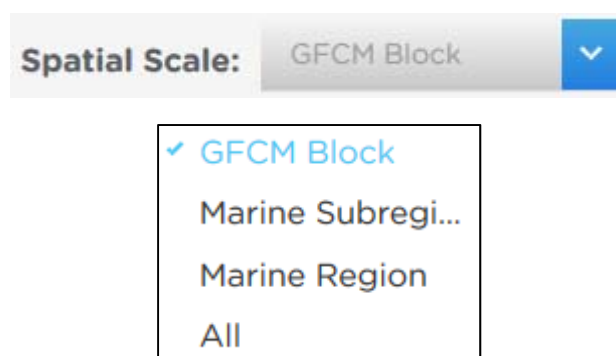 Spatial Scale: GFCM Block
GFCM Block
Marine Subregi...
Marine Region
All